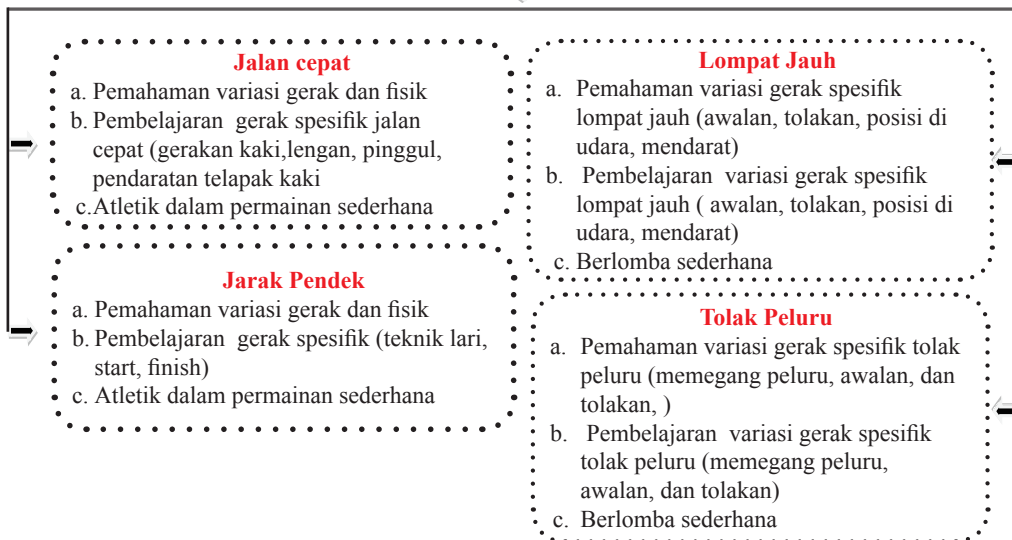 Jalan cepat
a. Pemahaman variasi gerak dan fisik
b. Pembelajaran gerak spesifik jalan
cepat (gerakan kaki,lengan, pinggul,
pendaratan telapak kaki
c.Atletik dalam permainan sederhana
Jarak Pendek
a. Pemahaman variasi gerak dan fisik
b. Pembelajaran gerak spesifik (teknik lari,
start, finish)
c. Atletik dalam permainan sederhana
Lompat Jauh
a. Pemahaman variasi gerak spesifik
lompat jauh (awalan, tolakan, posisi di
udara, mendarat)
b. Pembelajaran variasi gerak spesifik
lompat jauh ( awalan, tolakan, posisi di
udara, mendarat)
c. Berlomba sederhana
Tolak Peluru
a. Pemahaman variasi gerak spesifik tolak
peluru (memegang peluru, awalan, dan
tolakan, )
b. Pembelajaran variasi gerak spesifik
tolak peluru (memegang peluru,
awalan, dan tolakan)
c. Berlomba sederhana